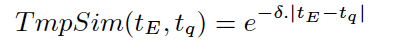 TmpSim(t_E, t_q) = e^{-δ.|t_E-t_q|}